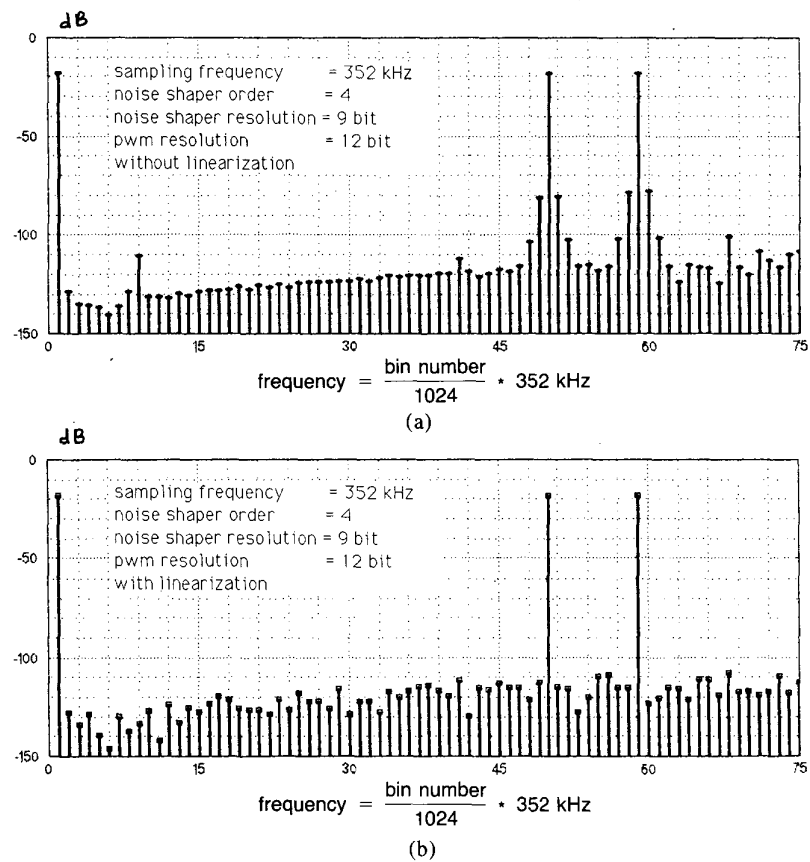 dB
0
sampling frequency = 352 kHz
noise shaper order = 4
noise shaper resolution = 9 bit
pwm resolution = 12 bit
without linearization
-50
-100
-150
0 15 30 45 60 75
frequency = bin number / 1024 * 352 kHz
(a)
dB
0
sampling frequency = 352 kHz
noise shaper order = 4
noise shaper resolution = 9 bit
pwm resolution = 12 bit
with linearization
-50
-100
-150
0 15 30 45 60 75
frequency = bin number / 1024 * 352 kHz
(b)